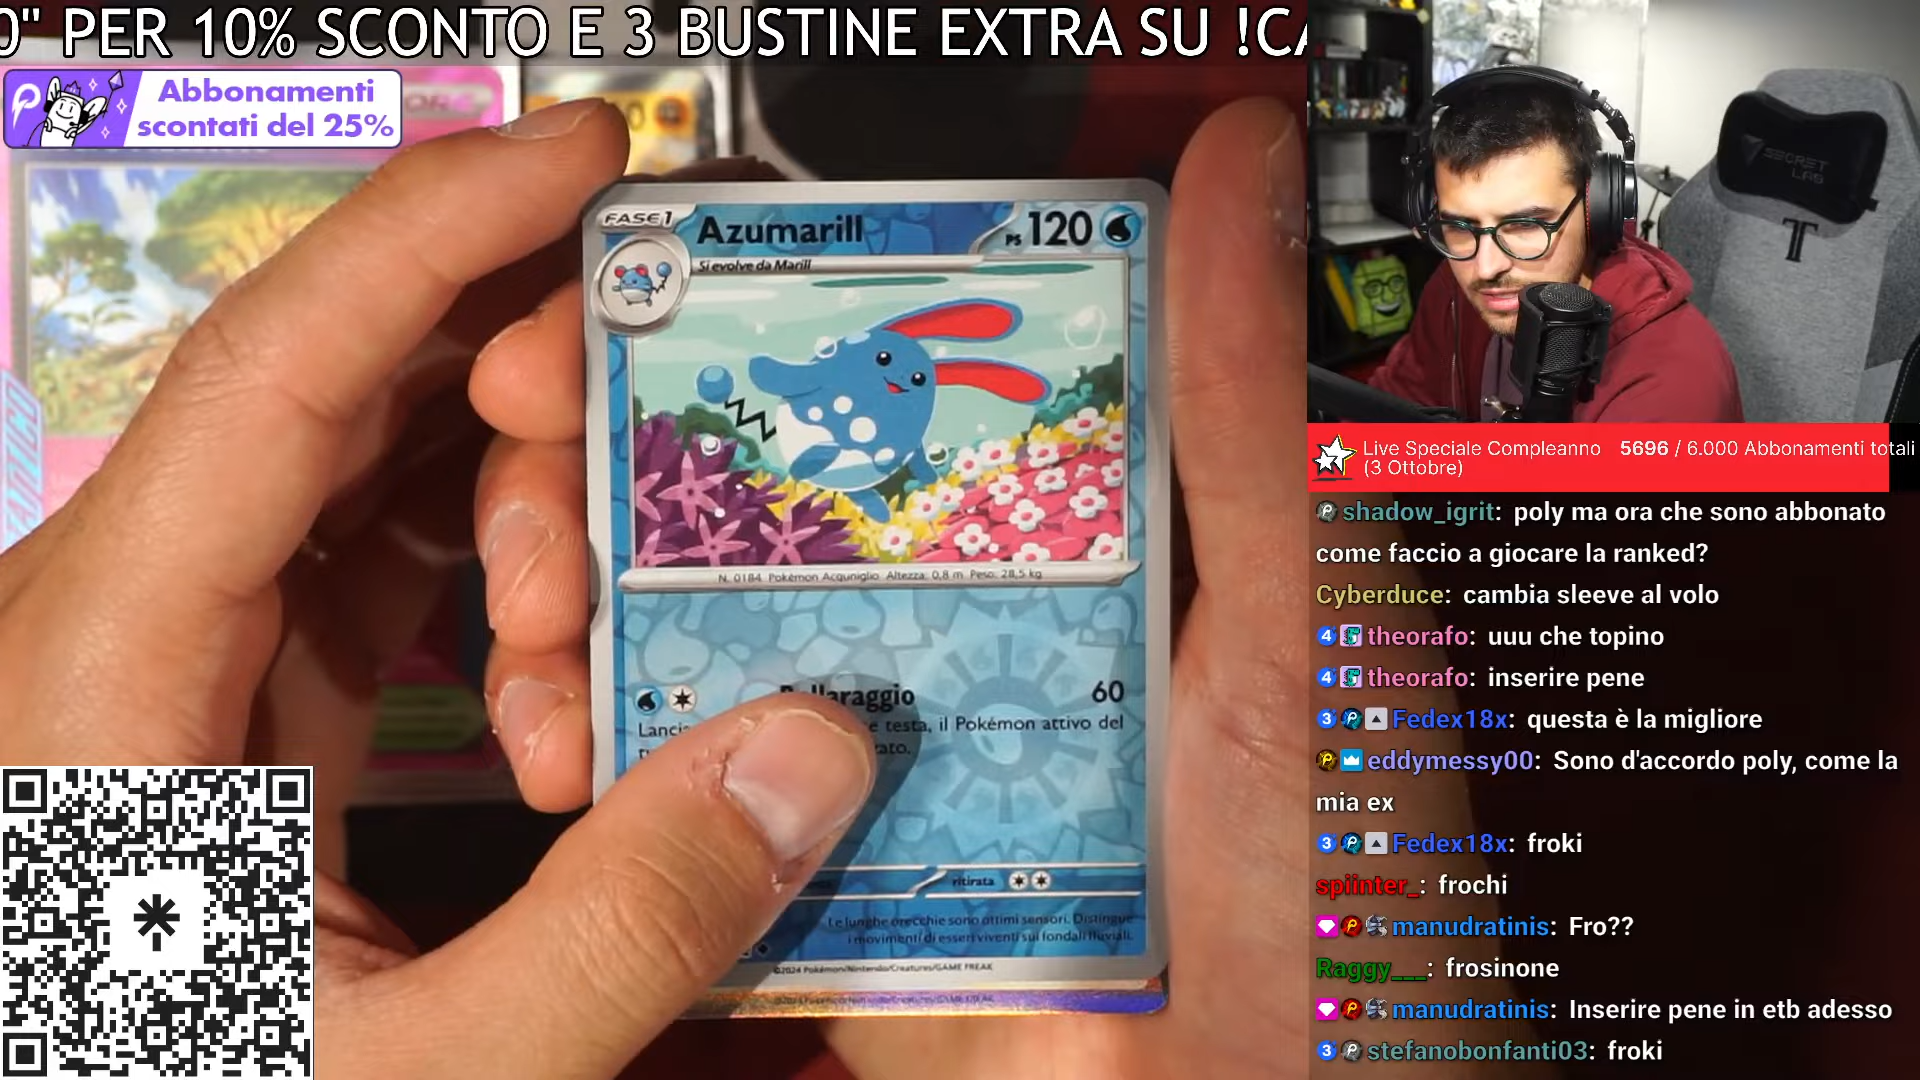 0" PER 10% SCONTO E 3 BUSTINE EXTRA SU !CA
Abbonamenti
scontati del 25%
FASE 1
Azumarill
PS 120
Si evolve da Marill
N. 0184 Pokémon Acquniglio Altezza: 0,8 m Peso: 28,5 kg
60
testa, il Pokémon attivo del
ritirata
Le lunghe orecchie sono ottimi sensori. Distingue
i movimenti di esseri viventi sui fondali fluviali.
©2024 Pokémon/Nintendo/Creatures/GAME FREAK
SECRET
LAB
Live Speciale Compleanno 5696 / 6.000 Abbonamenti totali
(3 Ottobre)
shadow_igrit: poly ma ora che sono abbonato
come faccio a giocare la ranked?
Cyberduce: cambia sleeve al volo
4 theorafo: uuu che topino
4 theorafo: inserire pene
3 Fedex18x: questa è la migliore
eddymessy00: Sono d'accordo poly, come la
mia ex
3 Fedex18x: froki
spiinter_: frochi
manudratinis: Fro??
Raggy___: frosinone
manudratinis: Inserire pene in etb adesso
3 stefanobonfanti03: froki